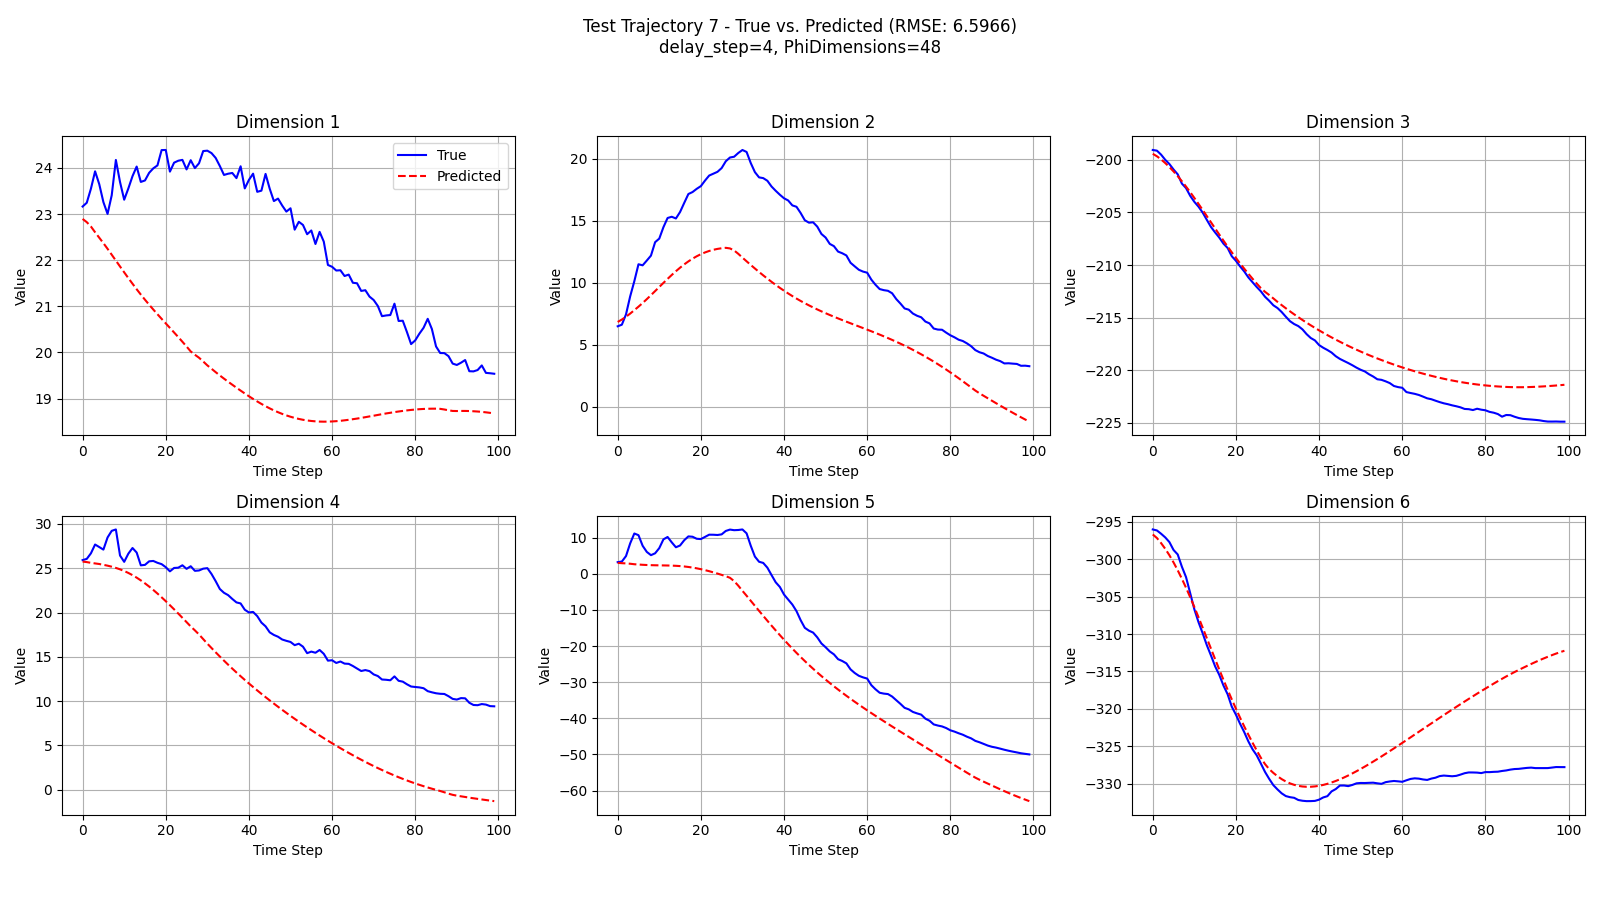 Test Trajectory 7 - True vs. Predicted (RMSE: 6.5966)
delay_step=4, PhiDimensions=48
Dimension 1
True
Predicted
24
23
22
21
20
19
Value
0 20 40 60 80 100
Time Step
Dimension 2
20
15
10
5
0
Value
0 20 40 60 80 100
Time Step
Dimension 3
−200
−205
−210
−215
−220
−225
Value
0 20 40 60 80 100
Time Step
Dimension 4
30
25
20
15
10
5
0
Value
0 20 40 60 80 100
Time Step
Dimension 5
10
0
−10
−20
−30
−40
−50
−60
Value
0 20 40 60 80 100
Time Step
Dimension 6
−295
−300
−305
−310
−315
−320
−325
−330
Value
0 20 40 60 80 100
Time Step